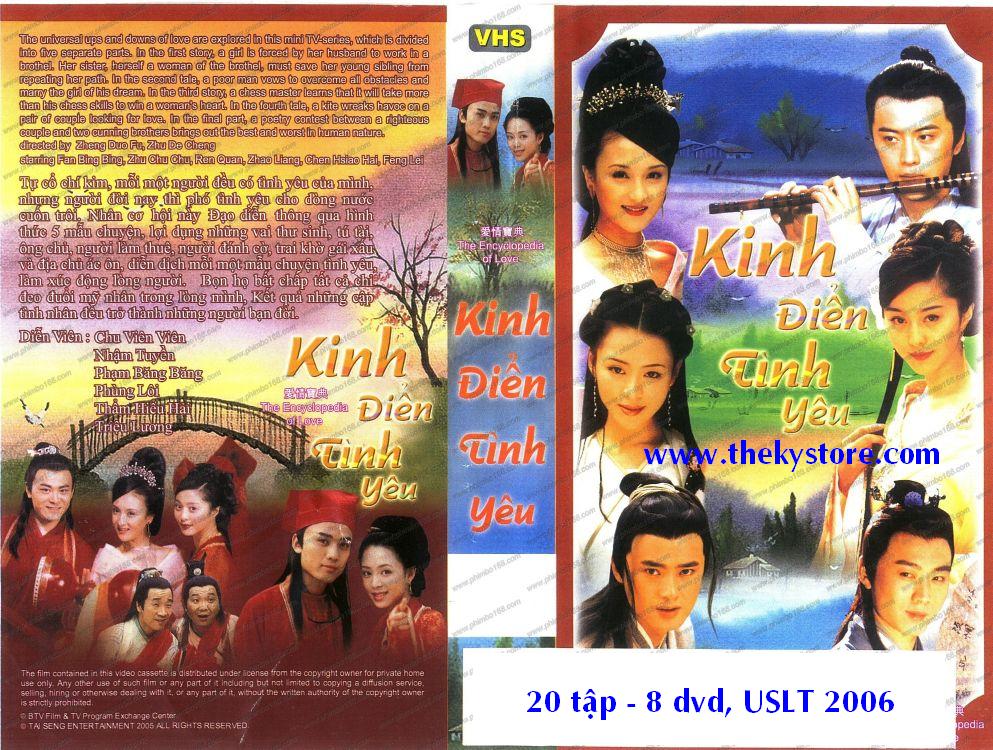 The universal ups and downs of love are explored in this mini TV-series, which is divided
into five separate parts. In the first story, a girl is forced by her husband to work in a
brothel. Her sister, herself a woman of the brothel, must save her young sibling from
repeating her path. In the second tale, a poor man vows to overcome all obstacles and
marry the girl of his dream. In the third story, a chess master learns that it will take more
than his chess skills to win a woman's heart. In the fourth tale, a kite wreaks havoc on a
pair of couple looking for love. In the final part, a poetry contest between a righteous
couple and two cunning brothers brings out the best and worst in human nature.
directed by Zheng Duo Fu, Zhu De Cheng
starring Fan Bing Bing, Zhu Chu Chu, Ren Quan, Zhao Liang, Chen Hsiao Hai, Feng Lei
Tự cổ chí kim, mỗi một người đều có tình yêu của mình,
nhưng người đời nay thì phó tình yêu cho dòng nước
cuốn trôi. Nhân cơ hội này Đạo diễn thông qua hình
thức 5 mẫu chuyện, lợi dụng những vai thư sinh, tú tài,
ông chủ, người làm thuê, người đánh cờ, trai khờ gái xấu
và địa chủ ác ôn, diễn dịch mỗi một mẫu chuyện tình yêu,
làm xúc động lòng người. Bọn họ bất chấp tất cả chỉ
đeo đuổi mỹ nhân trong lòng mình, Kết quả những cặp
tình nhân đều trở thành những người bạn đời.
Diễn Viên : Chu Viên Viên
Nhậm Tuyền
Phạm Băng Băng
Phùng Lôi
Thẩm Hiểu Hải
Triệu Lương
Kinh
愛情寶典
The Encyclopedia
of Love
Điển
Tình
Yêu
The film contained in this video cassette is distributed under license from the copyright owner for private home
use only. Any other use of such film or any part of it including but not limited to copying a diffusion service,
selling, hiring or otherwise dealing with it, or any part of it, without the written authority of the copyright owner
is strictly prohibited.
© BTV Film & TV Program Exchange Center
© TAI SENG ENTERTAINMENT 2005 ALL RIGHTS RESERVED.
VHS
愛情寶典
The Encyclopedia
of Love
Kinh
Điển
Tình
Yêu
Kinh
Điển
Tình
Yêu
www.thekystore.com
20 tập - 8 dvd, USLT 2006
www.phimbo168.com